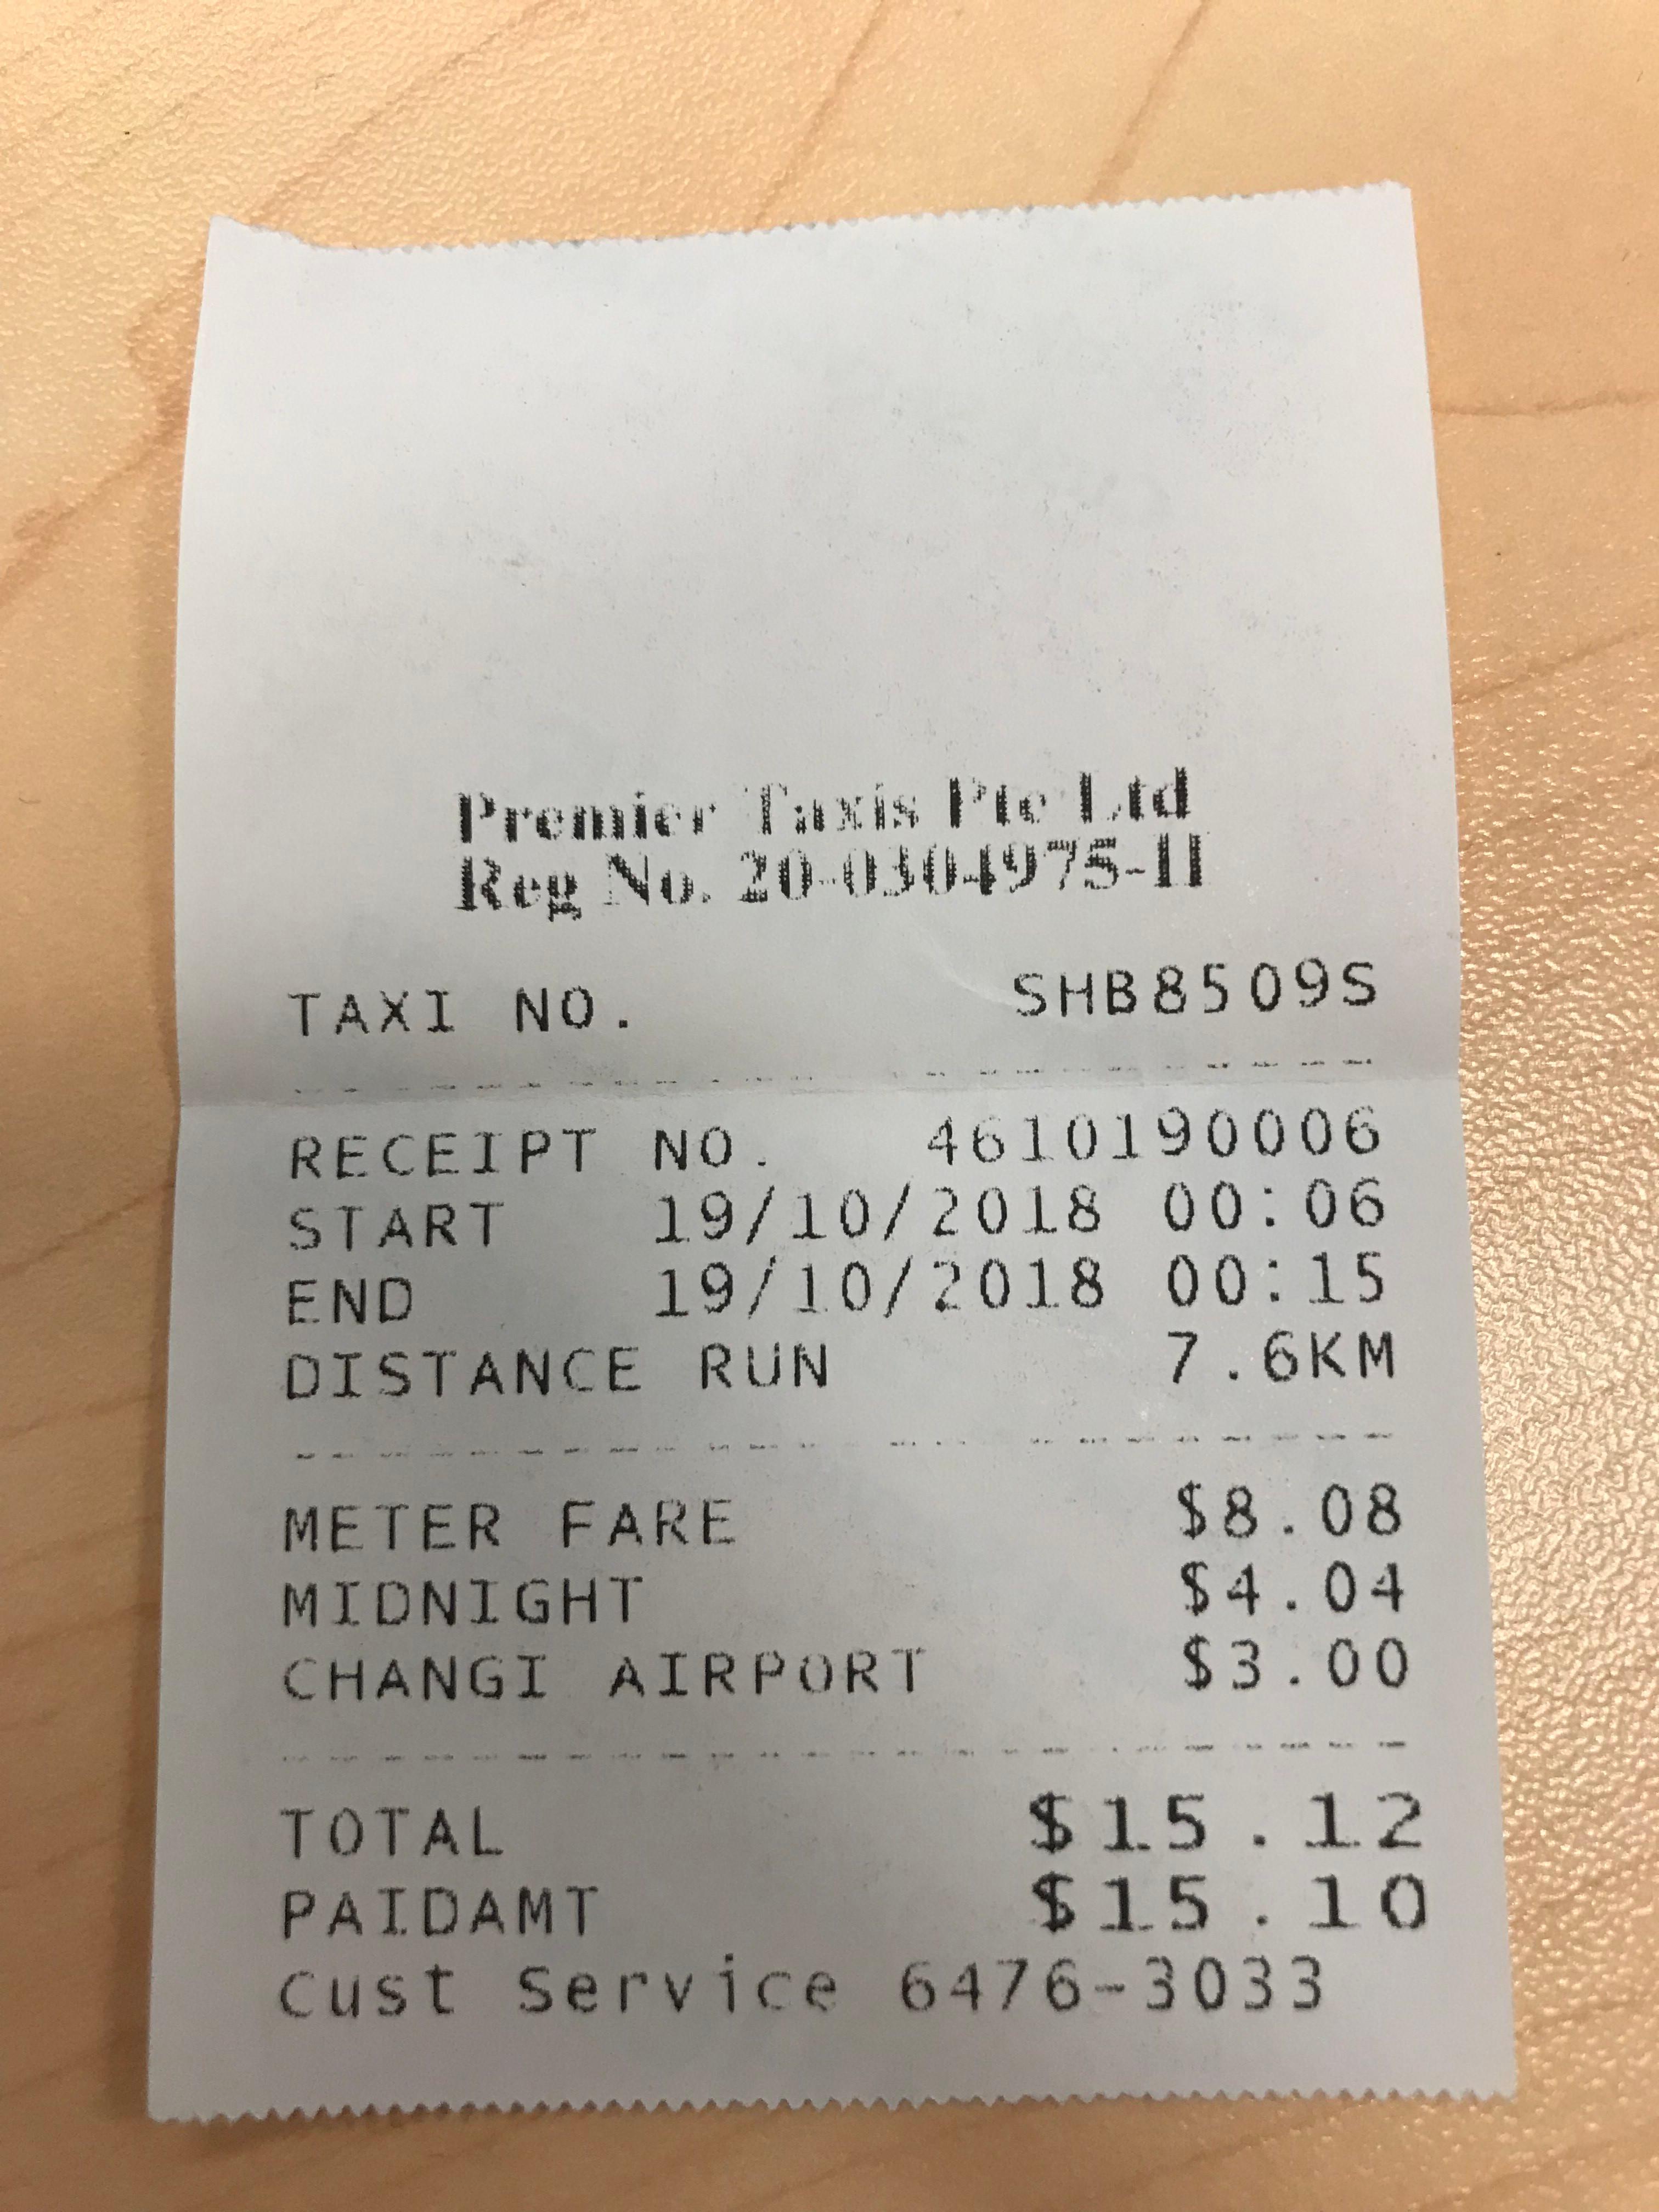 Premier Taxis Pte Ltd
Reg No. 20-0304975-H
TAXI NO. SHB8509S
RECEIPT NO. 4610190006
START 19/10/2018 00:06
END 19/10/2018 00:15
DISTANCE RUN 7.6KM
METER FARE $8.08
MIDNIGHT $4.04
CHANGI AIRPORT $3.00
TOTAL $15.12
PAIDAMT $15.10
Cust Service 6476-3033